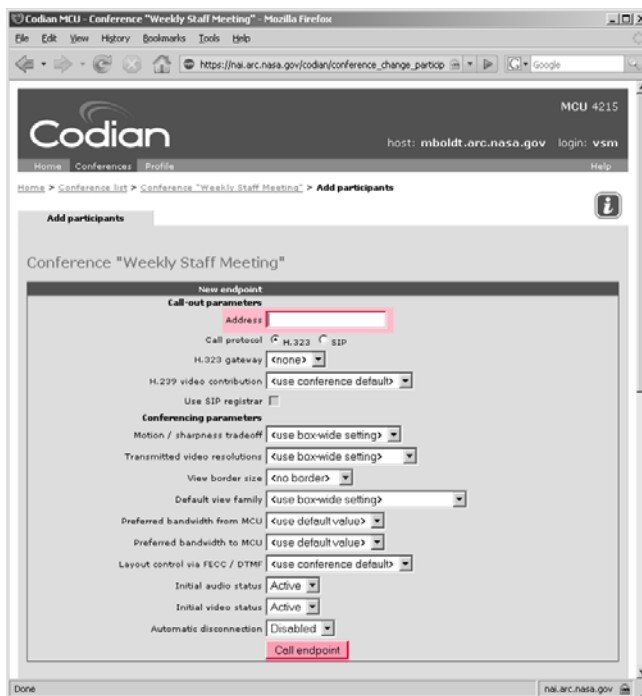 Codian MCU - Conference "Weekly Staff Meeting" - Mozilla Firefox
File Edit View History Bookmarks Tools Help
https://nai.arc.nasa.gov/codian/conference_change_particip
Google
MCU 4215
Codian
host: mboldt.arc.nasa.gov login: vsm
Home Conferences Profile Help
Home > Conference list > Conference "Weekly Staff Meeting" > Add participants
i
Add participants
Conference "Weekly Staff Meeting"
New endpoint
Call-out parameters
Address
Call protocol H.323 SIP
H.323 gateway <none>
H.239 video contribution <use conference default>
Use SIP registrar
Conferencing parameters
Motion / sharpness tradeoff <use box-wide setting>
Transmitted video resolutions <use box-wide setting>
View border size <no border>
Default view family <use box-wide setting>
Preferred bandwidth from MCU <use default value>
Preferred bandwidth to MCU <use default value>
Layout control via FECC / DTMF <use conference default>
Initial audio status Active
Initial video status Active
Automatic disconnection Disabled
Call endpoint
Done nai.arc.nasa.gov